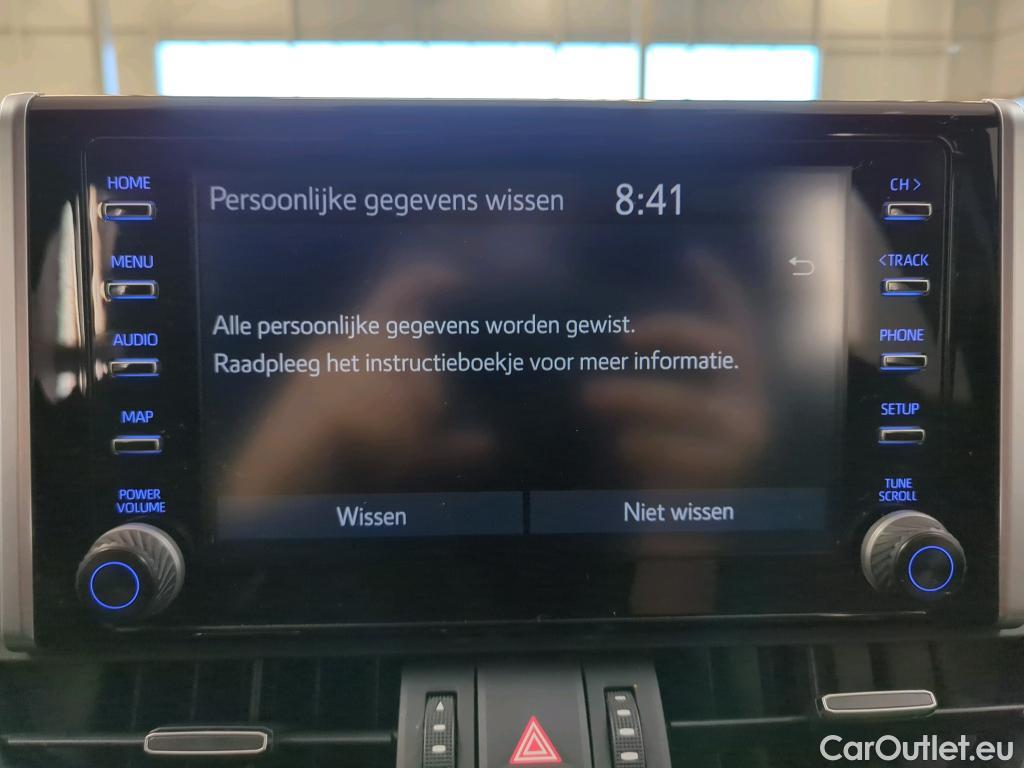 HOME
MENU
AUDIO
MAP
POWER
VOLUME
Persoonlijke gegevens wissen 8:41
Alle persoonlijke gegevens worden gewist.
Raadpleeg het instructieboekje voor meer informatie.
Wissen Niet wissen
CH >
<TRACK
PHONE
SETUP
TUNE
SCROLL
CarOutlet.eu